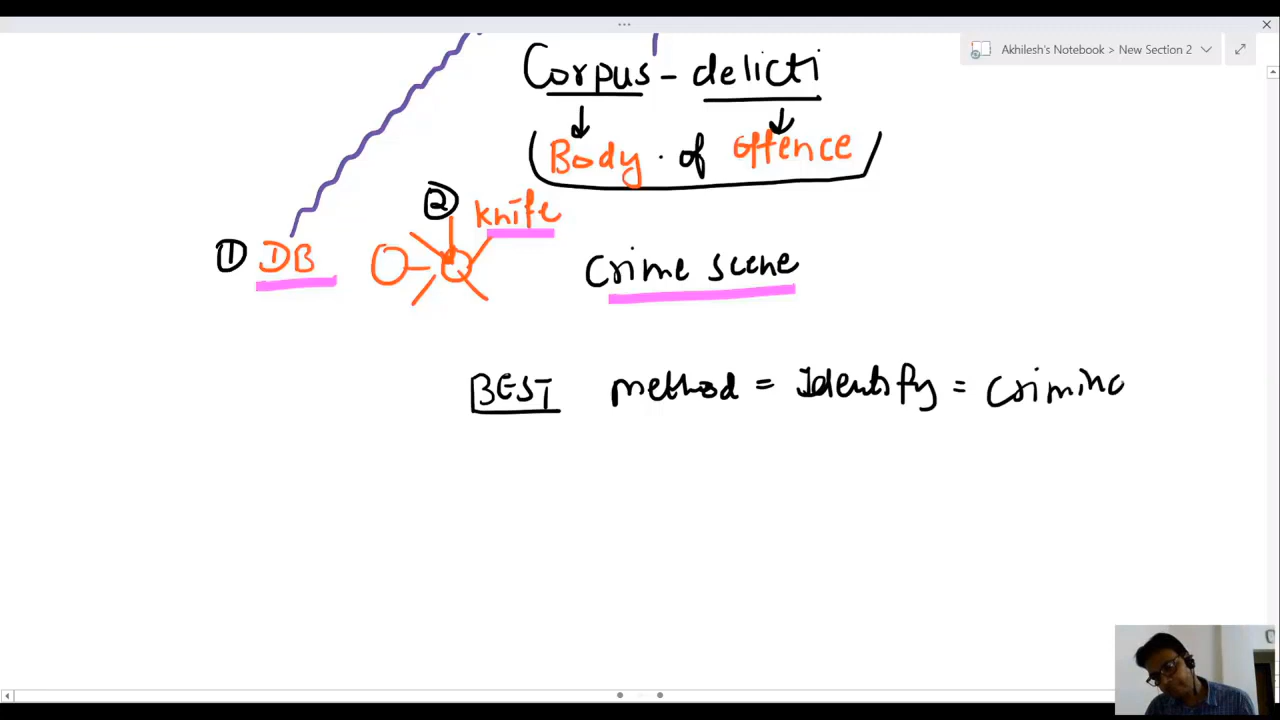 Akhilesh's Notebook > New Section 2
Corpus - delicti
Body of offence
② knife
① DB
Crime scene
BEST method = Identify = Crimina